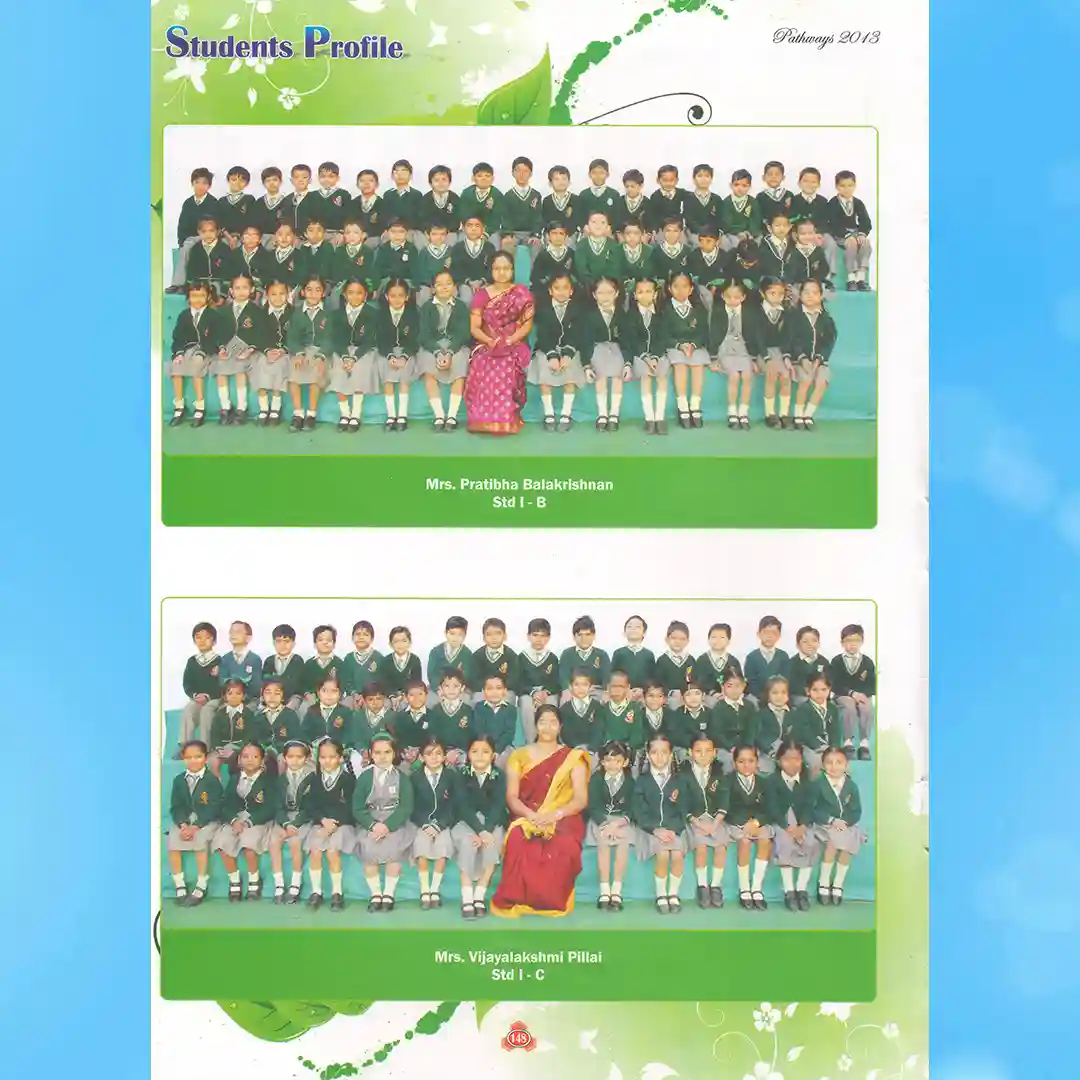 Students Profile
Pathways 2013
Mrs. Pratibha Balakrishnan
Std I - B
Mrs. Vijayalakshmi Pillai
Std I - C
148